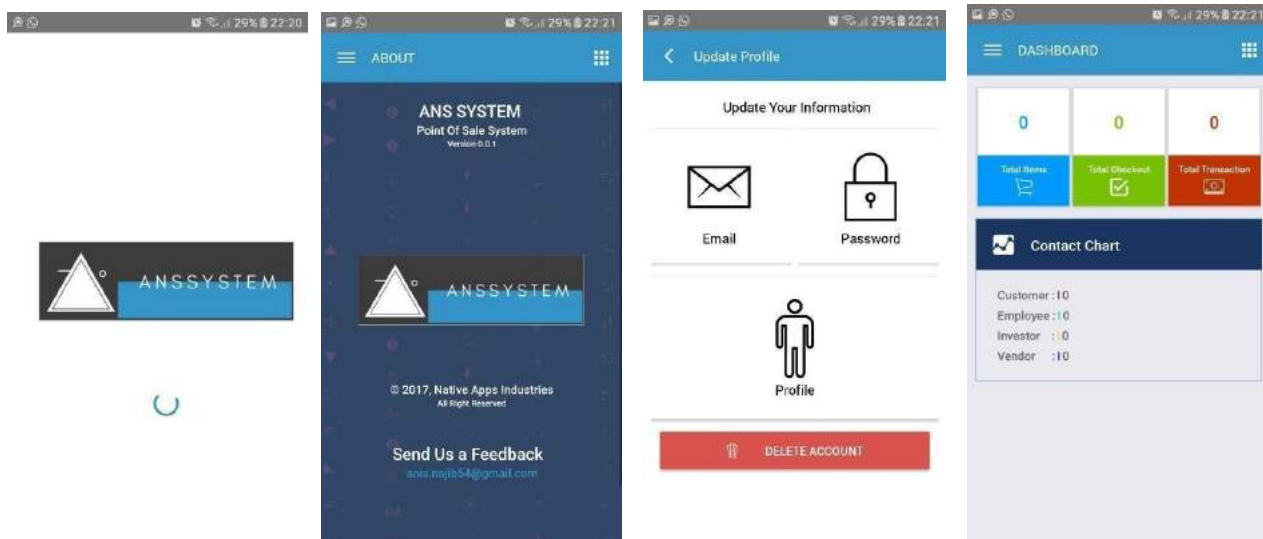 29% 22:20
ANSSYSTEM
29% 22:21
ABOUT
ANS SYSTEM
Point Of Sale System
Version 0.0.1
ANSSYSTEM
© 2017, Native Apps Industries
All Right Reserved
Send Us a Feedback
anis.najib54@gmail.com
29% 22:21
Update Profile
Update Your Information
Email
Password
Profile
DELETE ACCOUNT
29% 22:21
DASHBOARD
0
0
0
Total Items
Total Checkout
Total Transaction
Contact Chart
Customer : 0
Employee : 0
Investor : 0
Vendor : 0